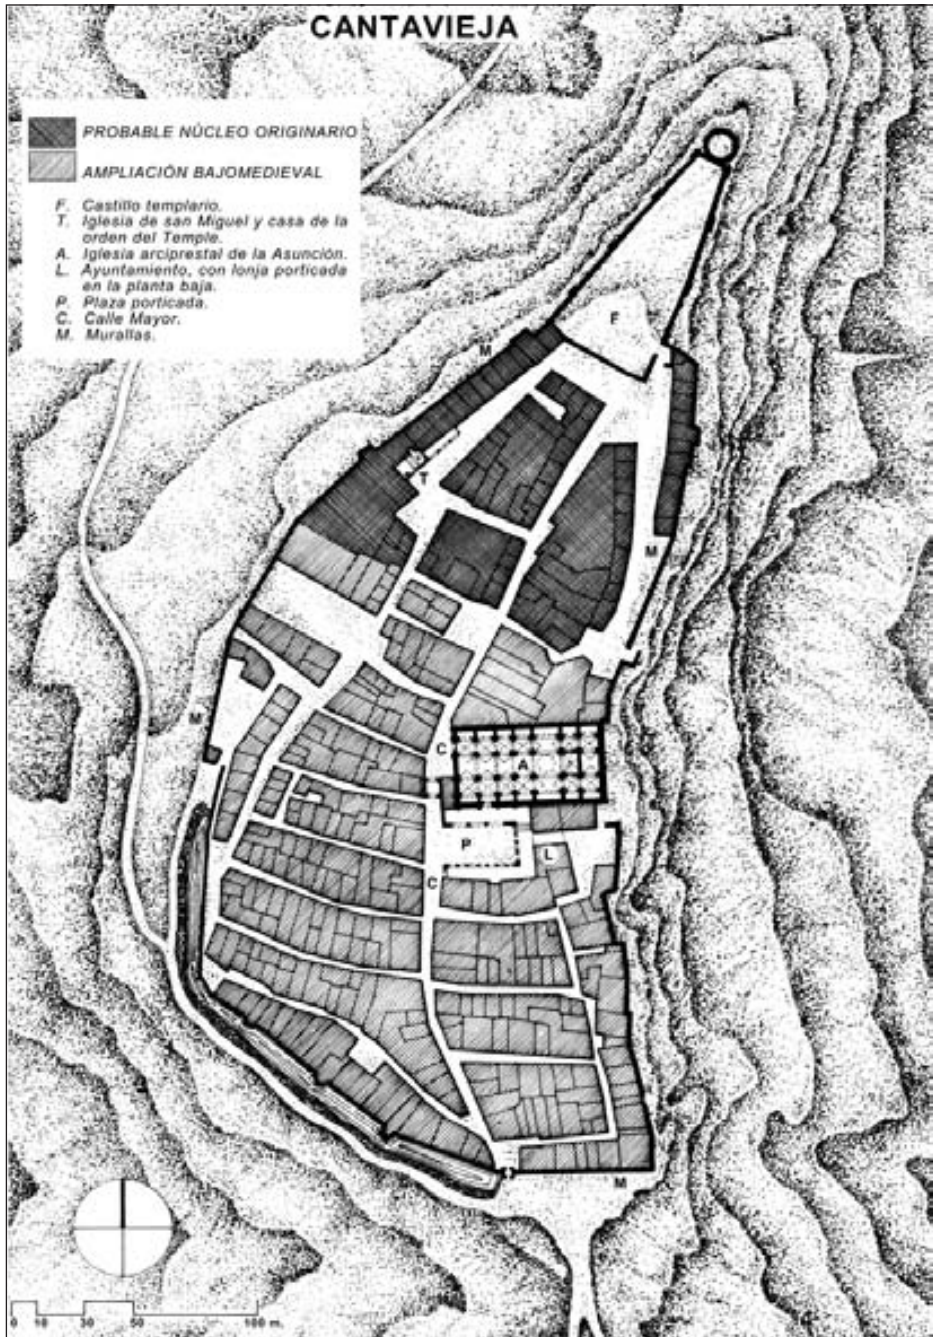 CANTAVIEJA
PROBABLE NÚCLEO ORIGINARIO
AMPLIACIÓN BAJOMEDIEVAL
F. Castillo templario.
T. Iglesia de san Miguel y casa de la
orden del Temple.
A. Iglesia arciprestal de la Asunción.
L. Ayuntamiento, con lonja porticada
en la planta baja.
P. Plaza porticada.
C. Calle Mayor.
M. Murallas.
F
M
T
M
M
C
A
P
L
C
M
0 10 30 50 100 m.